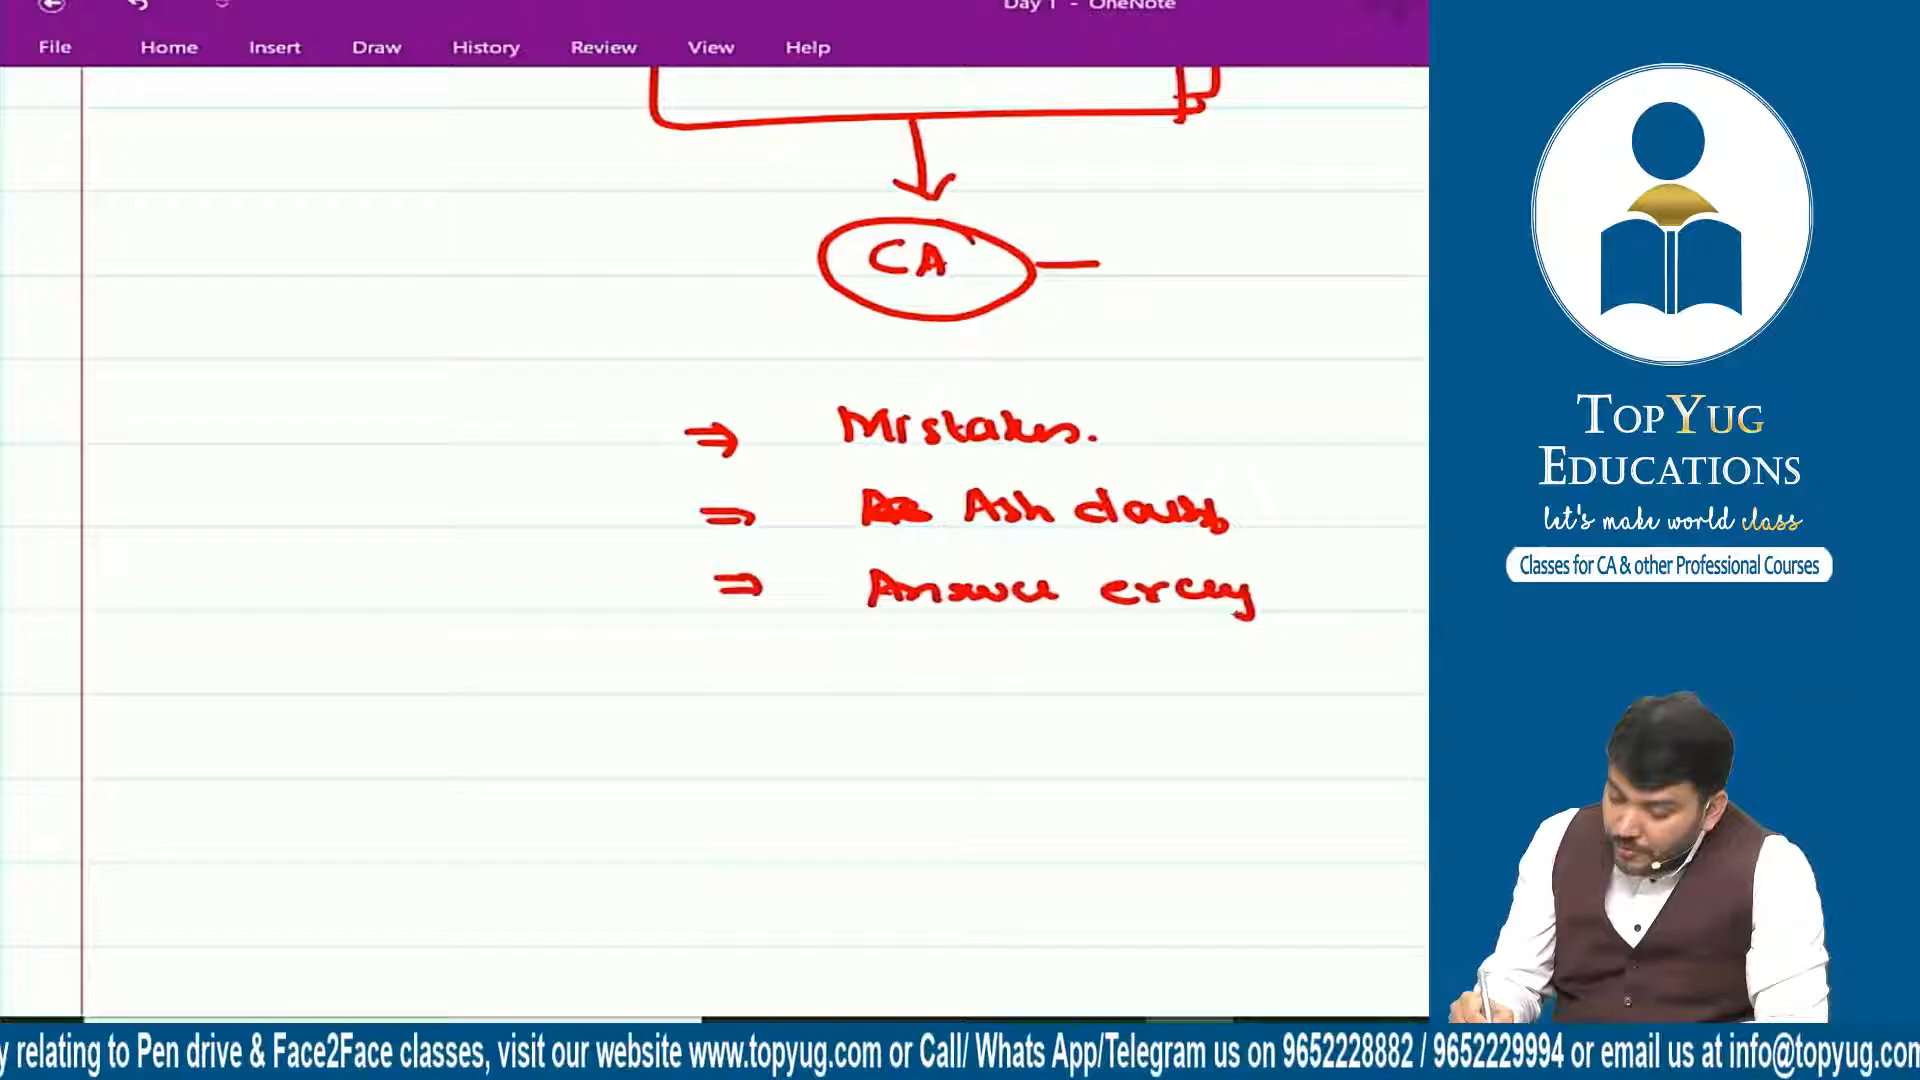 Day 1 - OneNote
File Home Insert Draw History Review View Help
CA
⇒ Mistakes.
⇒ Ask doubts
⇒ Answer every
TOPYUG
EDUCATIONS
let's make world class
Classes for CA & other Professional Courses
y relating to Pen drive & Face2Face classes, visit our website www.topyug.com or Call/ Whats App/Telegram us on 9652228882 / 9652229994 or email us at info@topyug.com